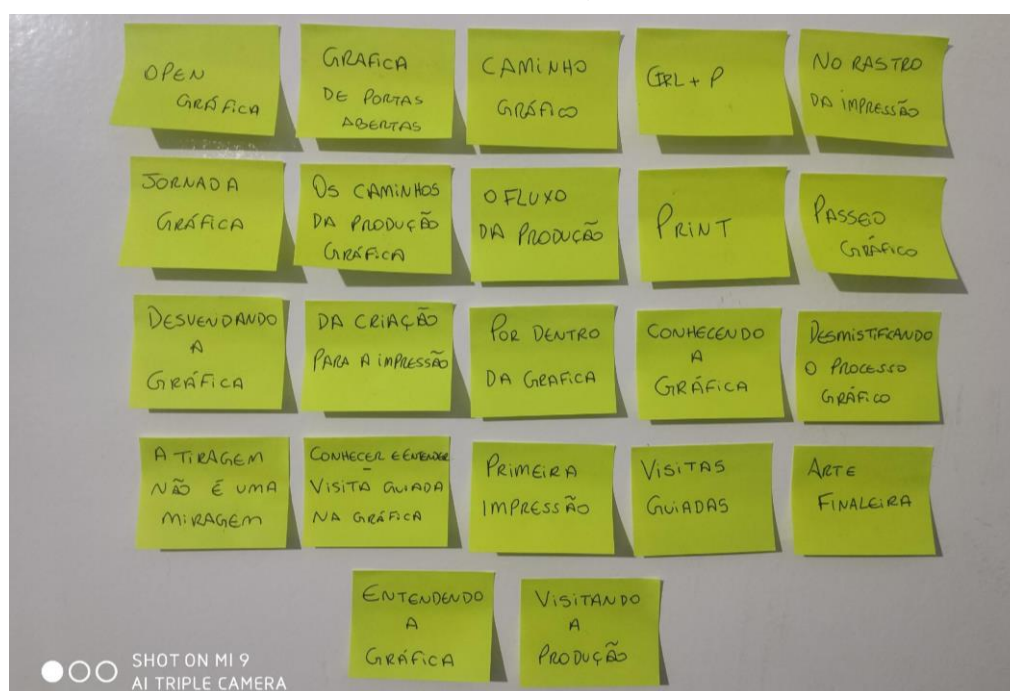 OPEN
GRÁFICA
GRAFICA
DE PORTAS
ABERTAS
CAMINHO
GRÁFICO
CTRL + P
NO RASTRO
DA IMPRESSÃO
JORNADA
GRÁFICA
OS CAMINHOS
DA PRODUÇÃO
GRÁFICA
O FLUXO
DA PRODUÇÃO
PRINT
PASSEIO
GRÁFICO
DESVENDANDO
A
GRÁFICA
DA CRIAÇÃO
PARA A IMPRESSÃO
POR DENTRO
DA GRAFICA
CONHECENDO
A
GRÁFICA
DESMISTIFICANDO
O PROCESSO
GRÁFICO
A TIRAGEM
NÃO É UMA
MIRAGEM
CONHECER E ENTENDER
–
VISITA GUIADA
NA GRÁFICA
PRIMEIRA
IMPRESSÃO
VISITAS
GUIADAS
ARTE
FINALEIRA
ENTENDENDO
A
GRÁFICA
VISITANDO
A
PRODUÇÃO
SHOT ON MI 9
AI TRIPLE CAMERA